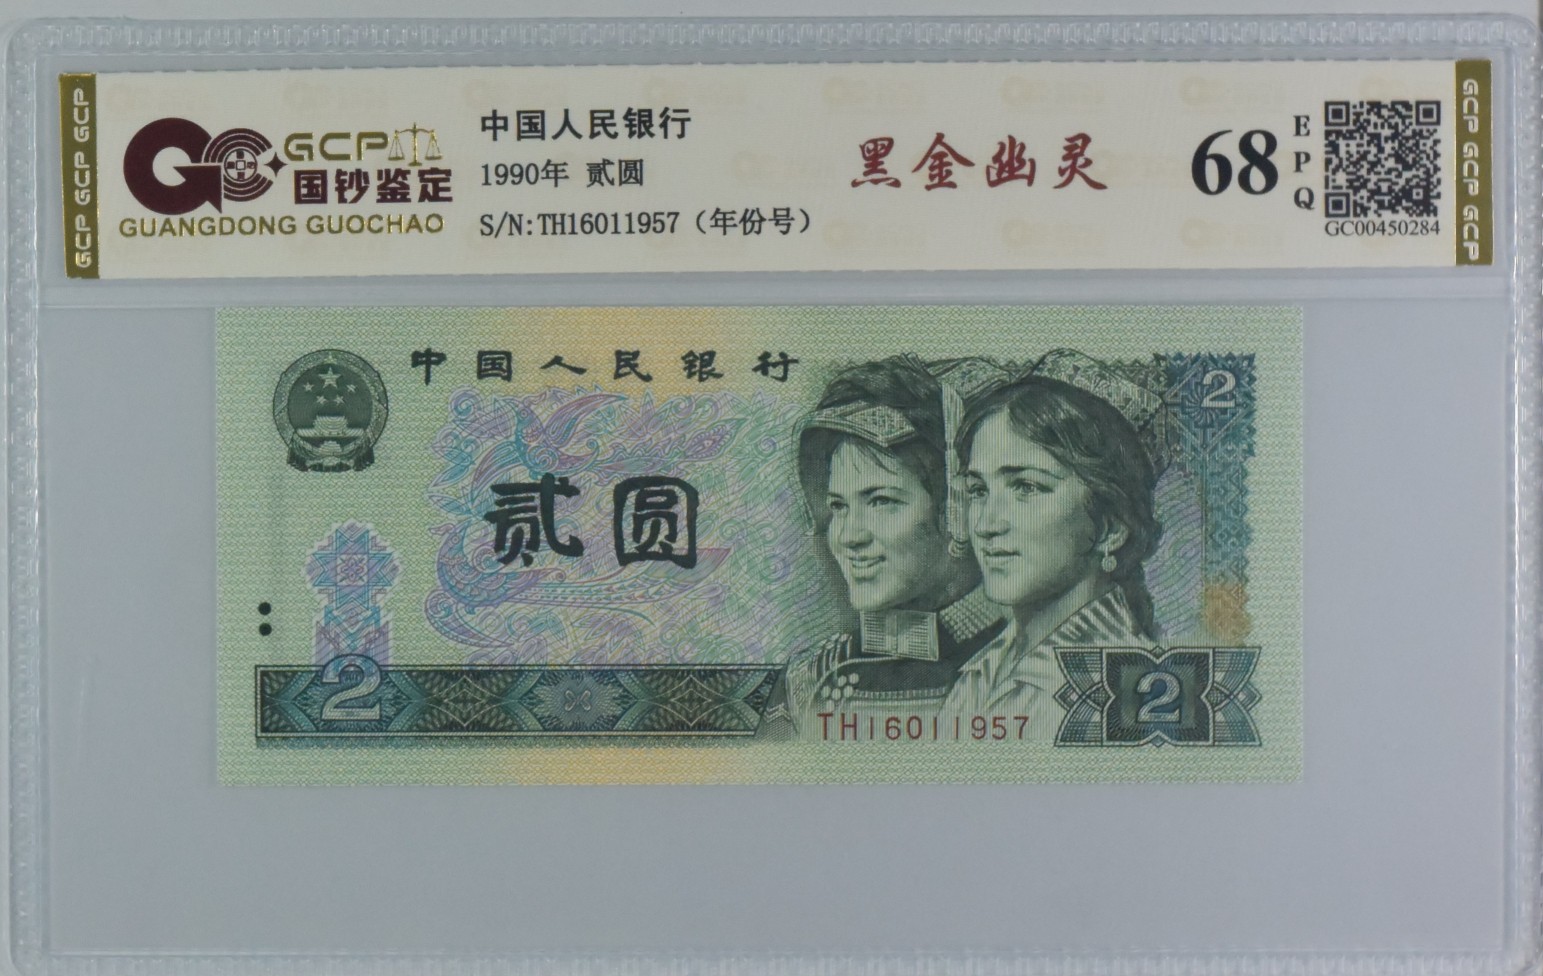 GCP GCP GCP
GCP
国钞鉴定
GUANGDONG GUOCHAO
中国人民银行
1990年 贰圆
S/N:TH16011957（年份号）
黑金幽灵
68
EPQ
GC00450284
GCP GCP GCP
中国人民银行
2
贰圆
2
TH16011957
2